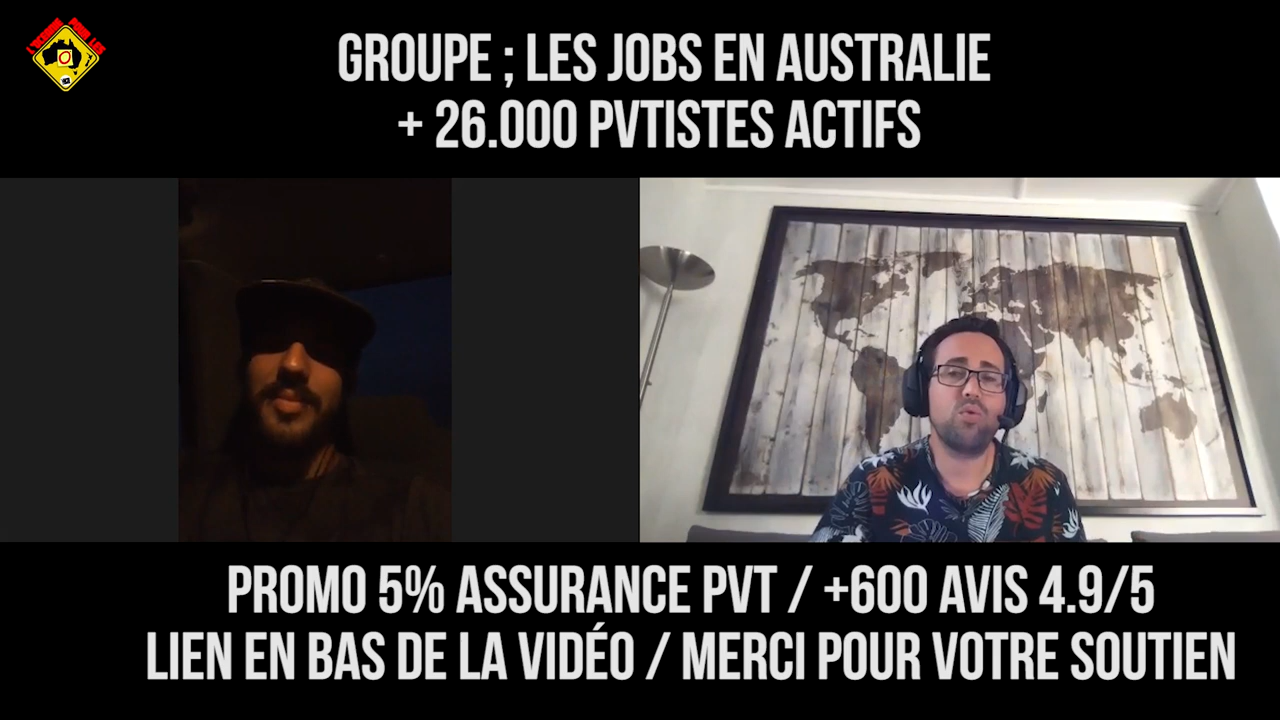 GROUPE ; LES JOBS EN AUSTRALIE
+ 26.000 PVTISTES ACTIFS
PROMO 5% ASSURANCE PVT / +600 AVIS 4.9/5
LIEN EN BAS DE LA VIDÉO / MERCI POUR VOTRE SOUTIEN